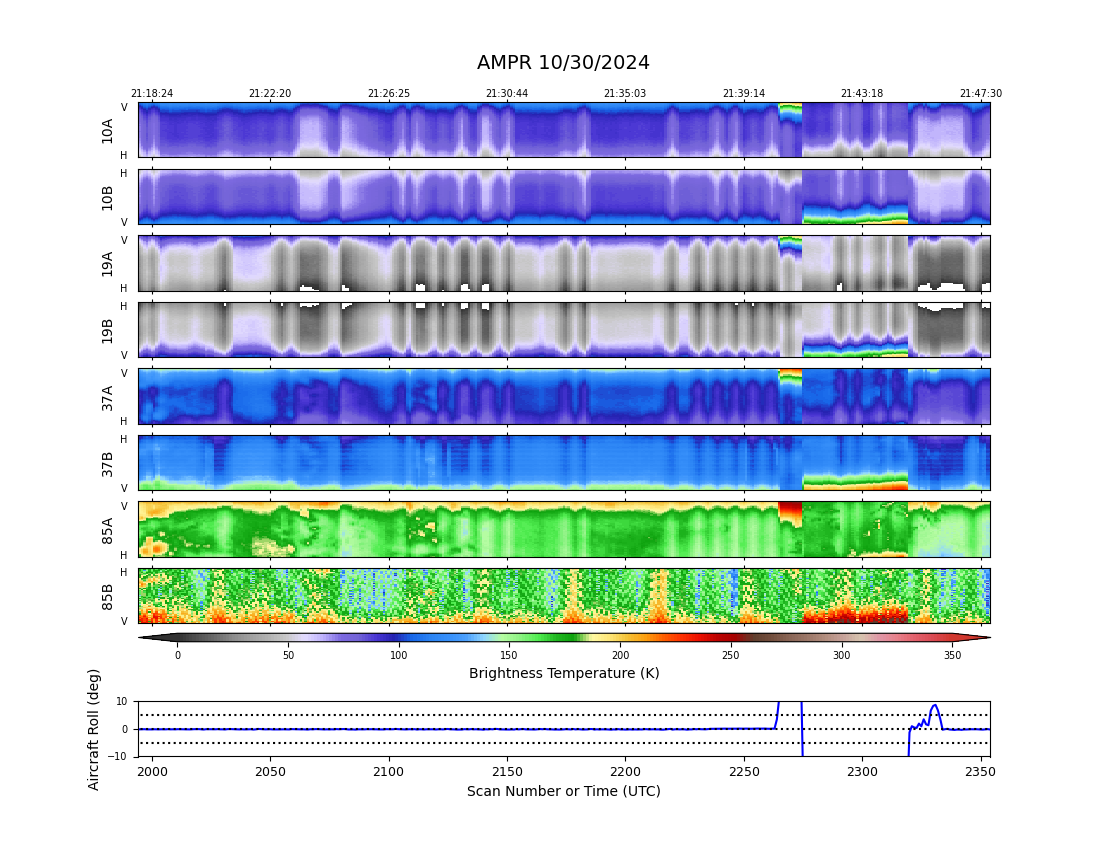 AMPR 10/30/2024
21:18:24 21:22:20 21:26:25 21:30:44 21:35:03 21:39:14 21:43:18 21:47:30
V
10A
H
H
10B
V
V
19A
H
H
19B
V
V
37A
H
H
37B
V
V
85A
H
H
85B
V
0 50 100 150 200 250 300 350
Brightness Temperature (K)
Aircraft Roll (deg)
10
0
−10
2000 2050 2100 2150 2200 2250 2300 2350
Scan Number or Time (UTC)